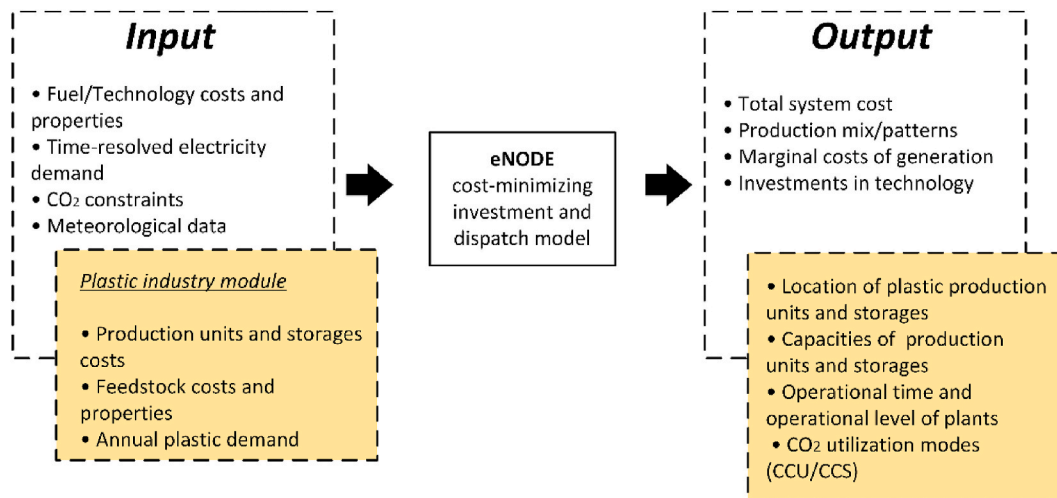 Input
• Fuel/Technology costs and
properties
• Time-resolved electricity
demand
• CO₂ constraints
• Meteorological data
Plastic industry module
• Production units and storages
costs
• Feedstock costs and
properties
• Annual plastic demand
eNODE
cost-minimizing
investment and
dispatch model
Output
• Total system cost
• Production mix/patterns
• Marginal costs of generation
• Investments in technology
• Location of plastic production
units and storages
• Capacities of production
units and storages
• Operational time and
operational level of plants
• CO₂ utilization modes
(CCU/CCS)